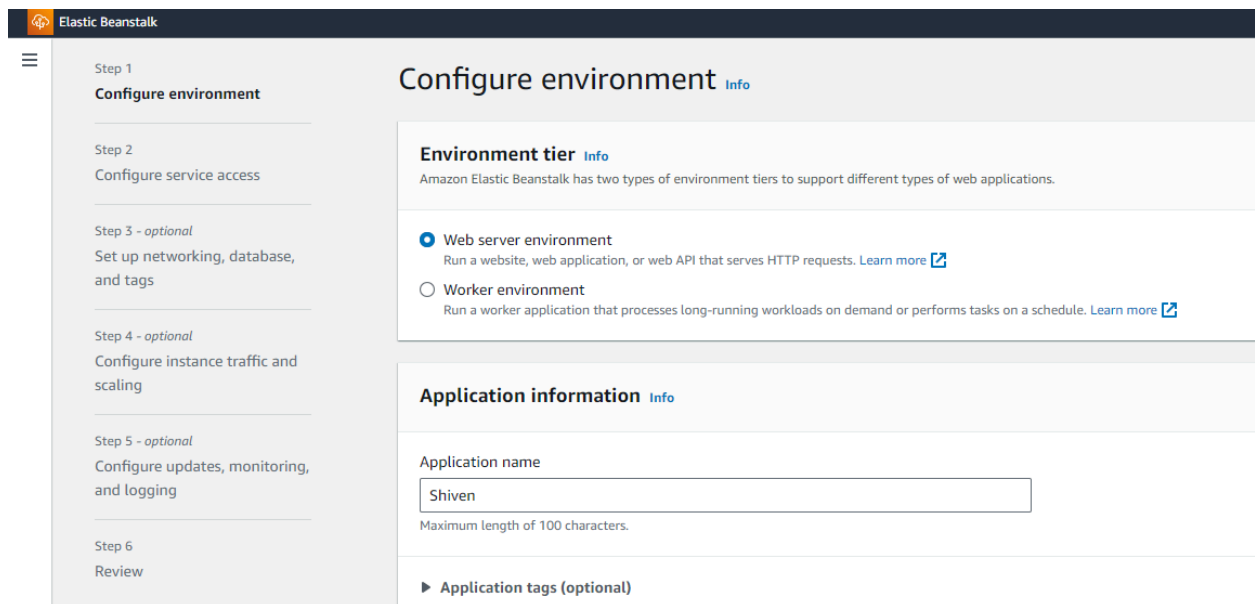 Elastic Beanstalk
Step 1
Configure environment
Step 2
Configure service access
Step 3 - optional
Set up networking, database,
and tags
Step 4 - optional
Configure instance traffic and
scaling
Step 5 - optional
Configure updates, monitoring,
and logging
Step 6
Review
Configure environment Info
Environment tier Info
Amazon Elastic Beanstalk has two types of environment tiers to support different types of web applications.
Web server environment
Run a website, web application, or web API that serves HTTP requests. Learn more
Worker environment
Run a worker application that processes long-running workloads on demand or performs tasks on a schedule. Learn more
Application information Info
Application name
Shiven
Maximum length of 100 characters.
Application tags (optional)